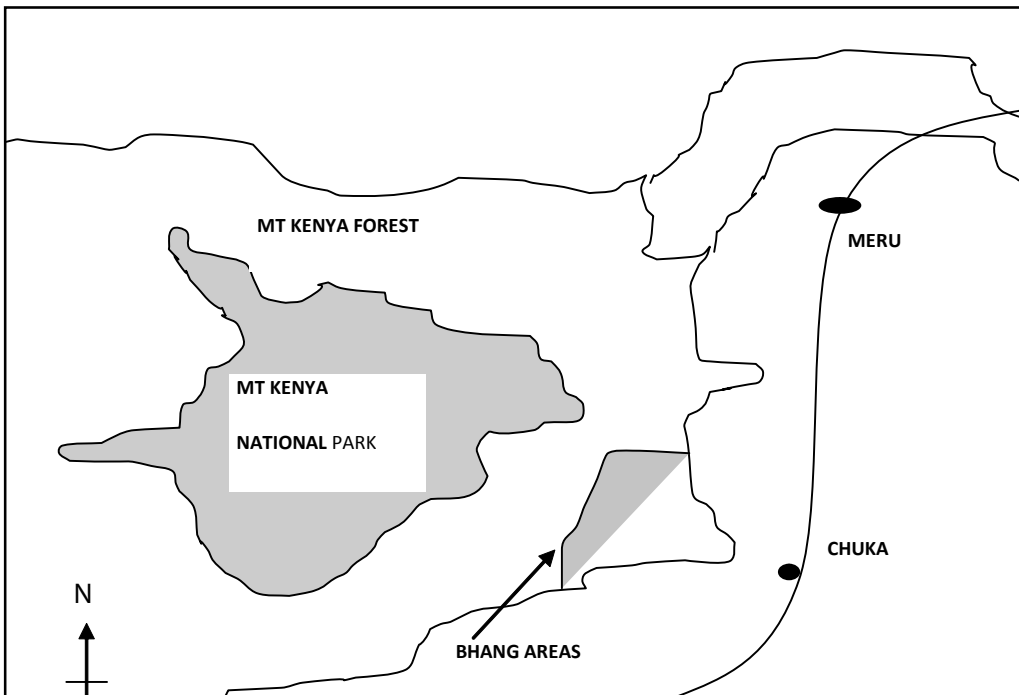 MT KENYA FOREST
MERU
MT KENYA
NATIONAL PARK
CHUKA
N
BHANG AREAS